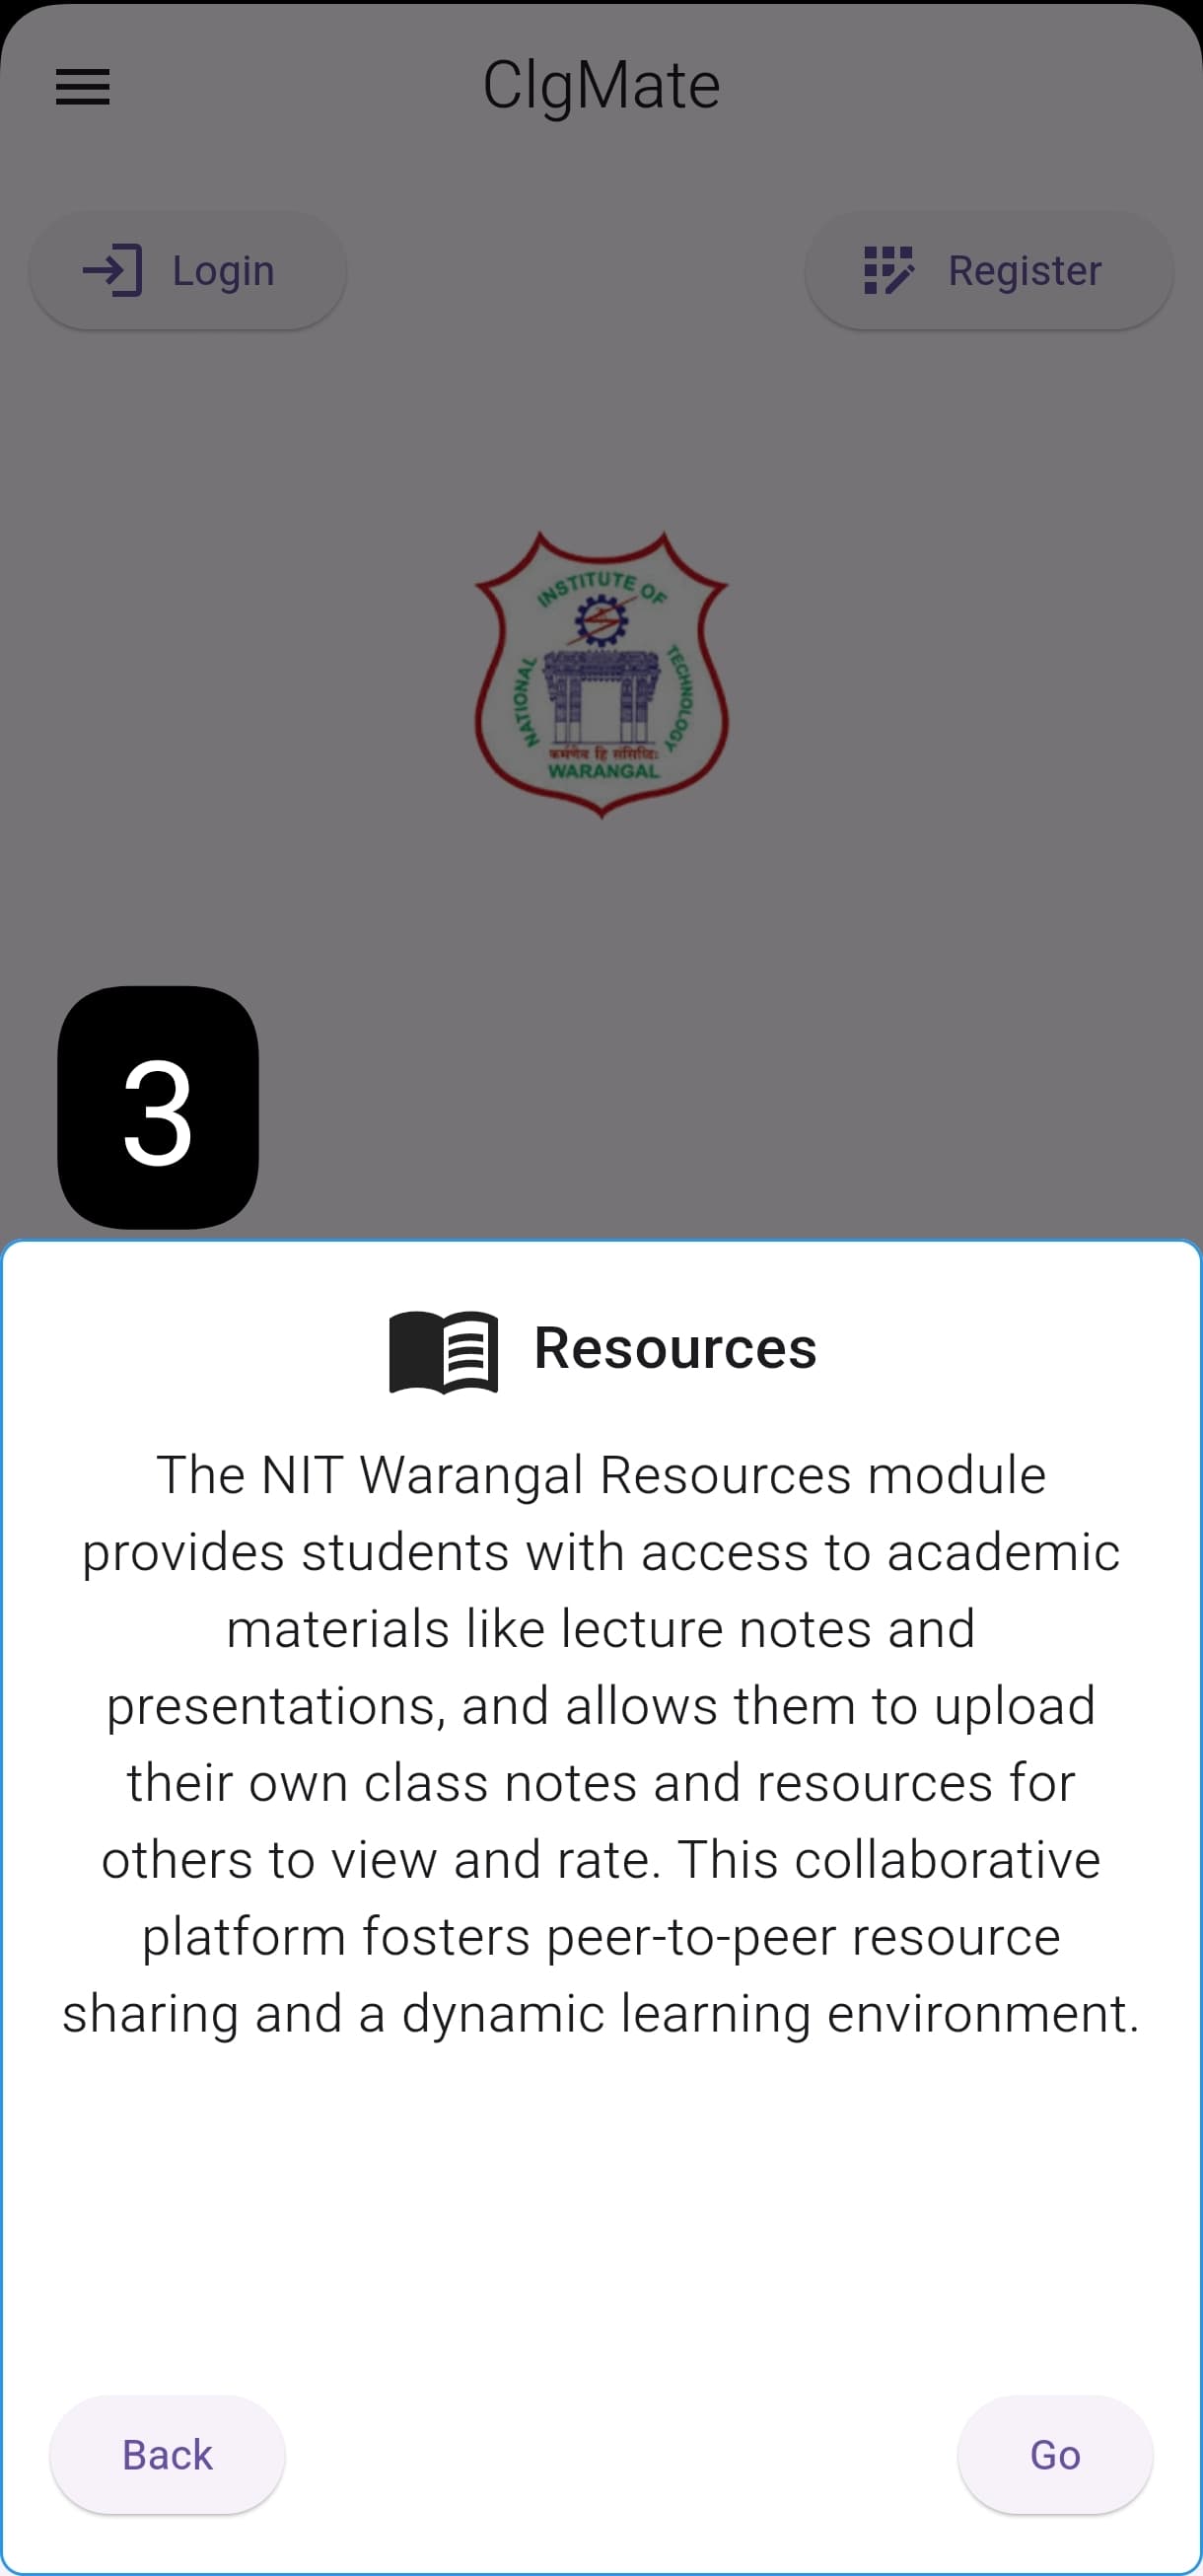 ClgMate
Login
Register
INSTITUTE OF
NATIONAL
TECHNOLOGY
कर्मणैव हि संसिद्धिः
WARANGAL
3
Resources
The NIT Warangal Resources module
provides students with access to academic
materials like lecture notes and
presentations, and allows them to upload
their own class notes and resources for
others to view and rate. This collaborative
platform fosters peer-to-peer resource
sharing and a dynamic learning environment.
Back
Go